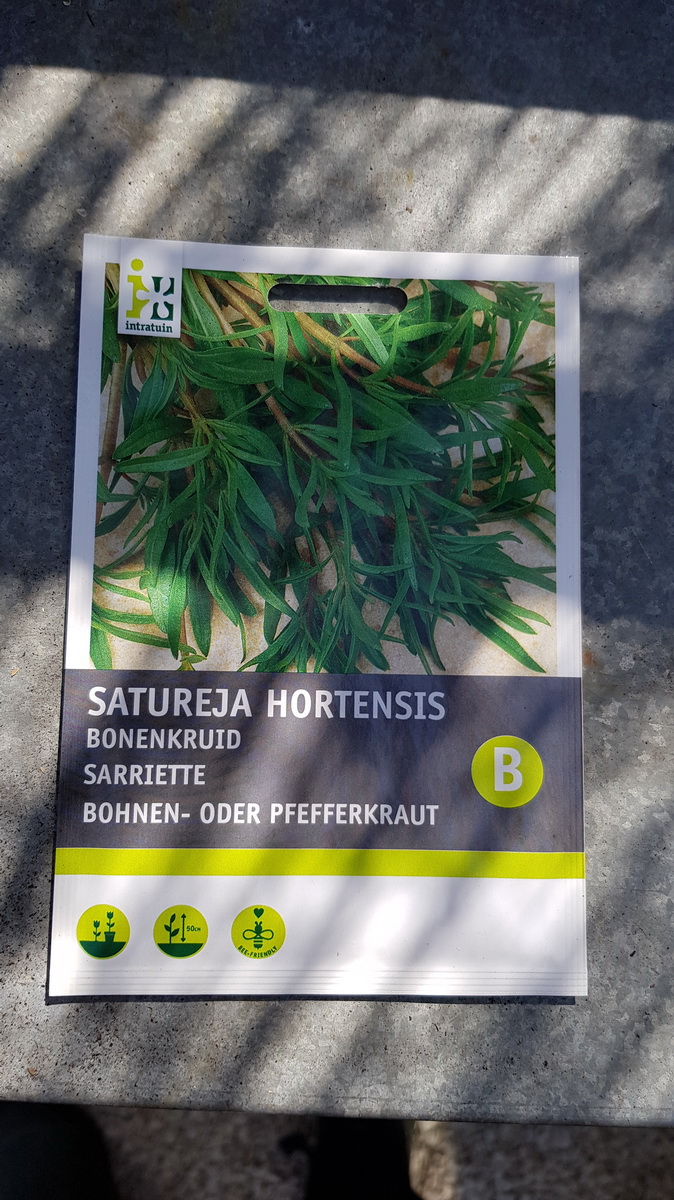 intratuin
SATUREJA HORTENSIS
BONENKRUID
SARRIETTE
BOHNEN- ODER PFEFFERKRAUT
B
50CM
BEE-FRIENDLY